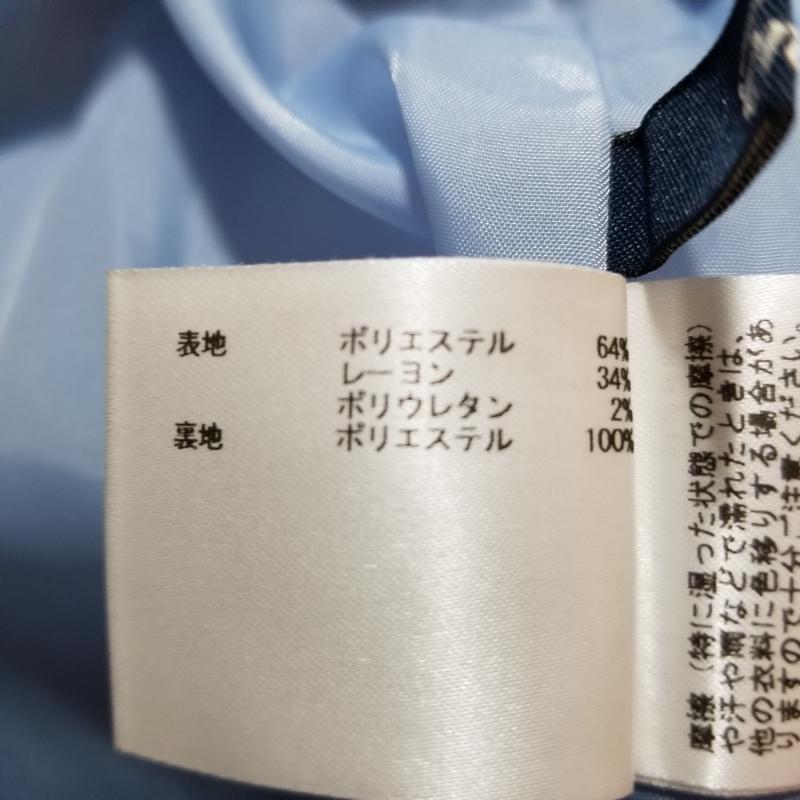 表地 ポリエステル 64%
レーヨン 34%
ポリウレタン 2%
裏地 ポリエステル 100%
摩擦(特に湿った状態での摩擦)
や汗や雨などで濡れたときは、
他の衣料に色移りする場合があ
りますので十分ご注意ください。